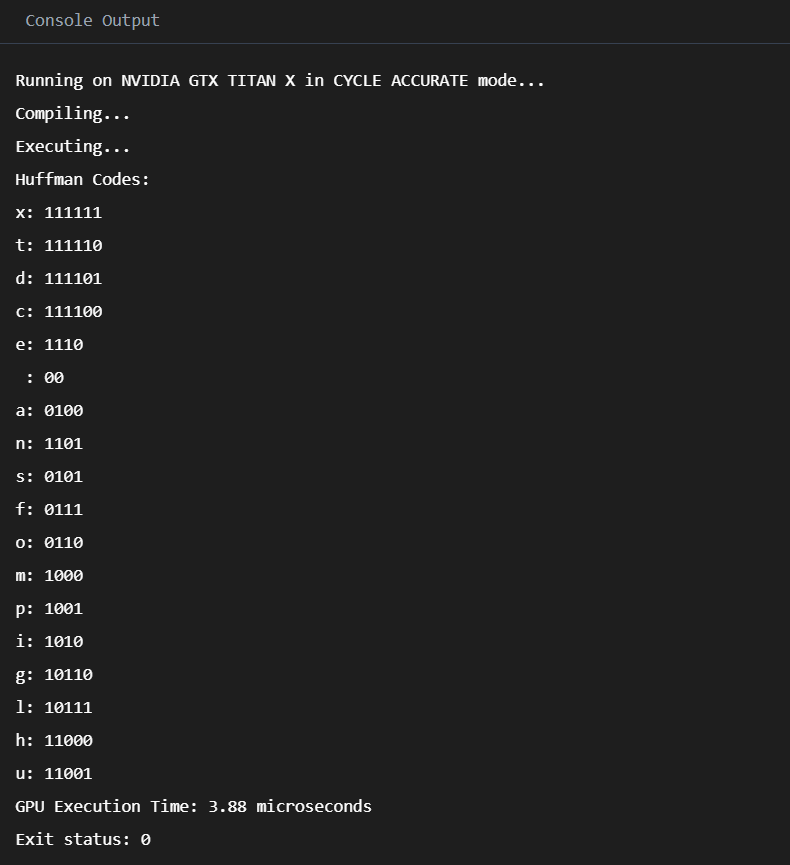 Console Output
Running on NVIDIA GTX TITAN X in CYCLE ACCURATE mode...
Compiling...
Executing...
Huffman Codes:
x: 111111
t: 111110
d: 111101
c: 111100
e: 1110
 : 00
a: 0100
n: 1101
s: 0101
f: 0111
o: 0110
m: 1000
p: 1001
i: 1010
g: 10110
l: 10111
h: 11000
u: 11001
GPU Execution Time: 3.88 microseconds
Exit status: 0